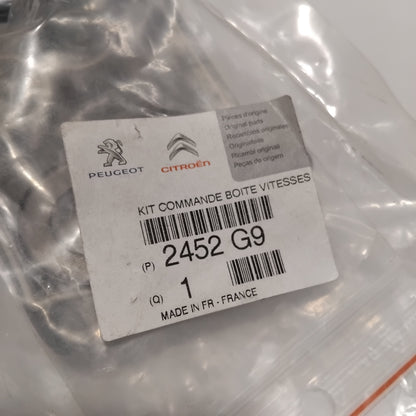 PEUGEOT
CITROËN
Pièces d'origine
Original parts
Recambios originales
Originalteile
Ricambi originali
Peças de origem
KIT COMMANDE BOITE VITESSES
(P) 2452 G9
(Q) 1
MADE IN FR - FRANCE